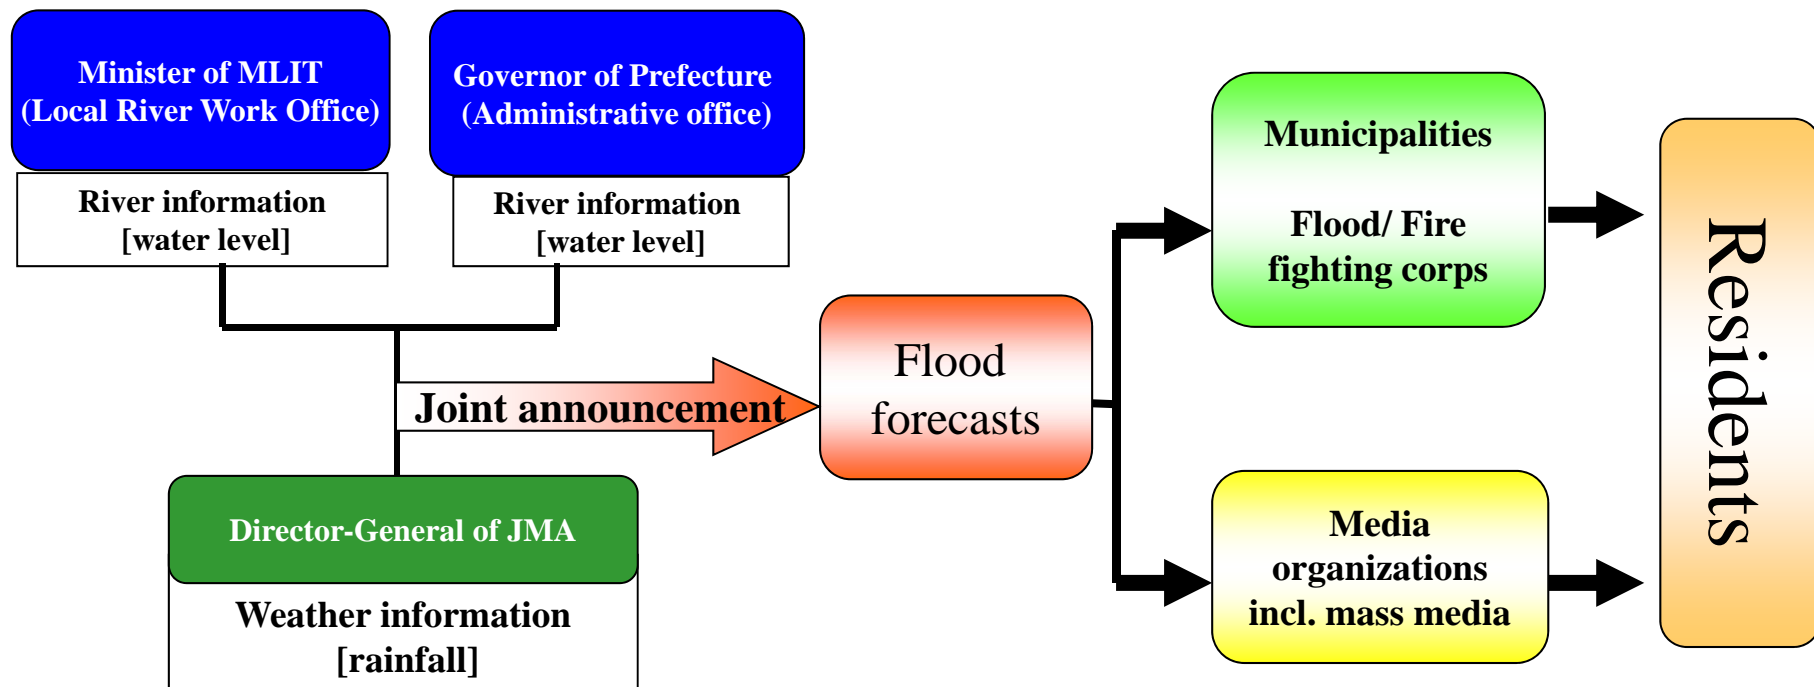 Minister of MLIT
(Local River Work Office)
River information
[water level]
Governor of Prefecture
(Administrative office)
River information
[water level]
Joint announcement
Director-General of JMA
Weather information
[rainfall]
Flood
forecasts
Municipalities
Flood/ Fire
fighting corps
Media
organizations
incl. mass media
Residents